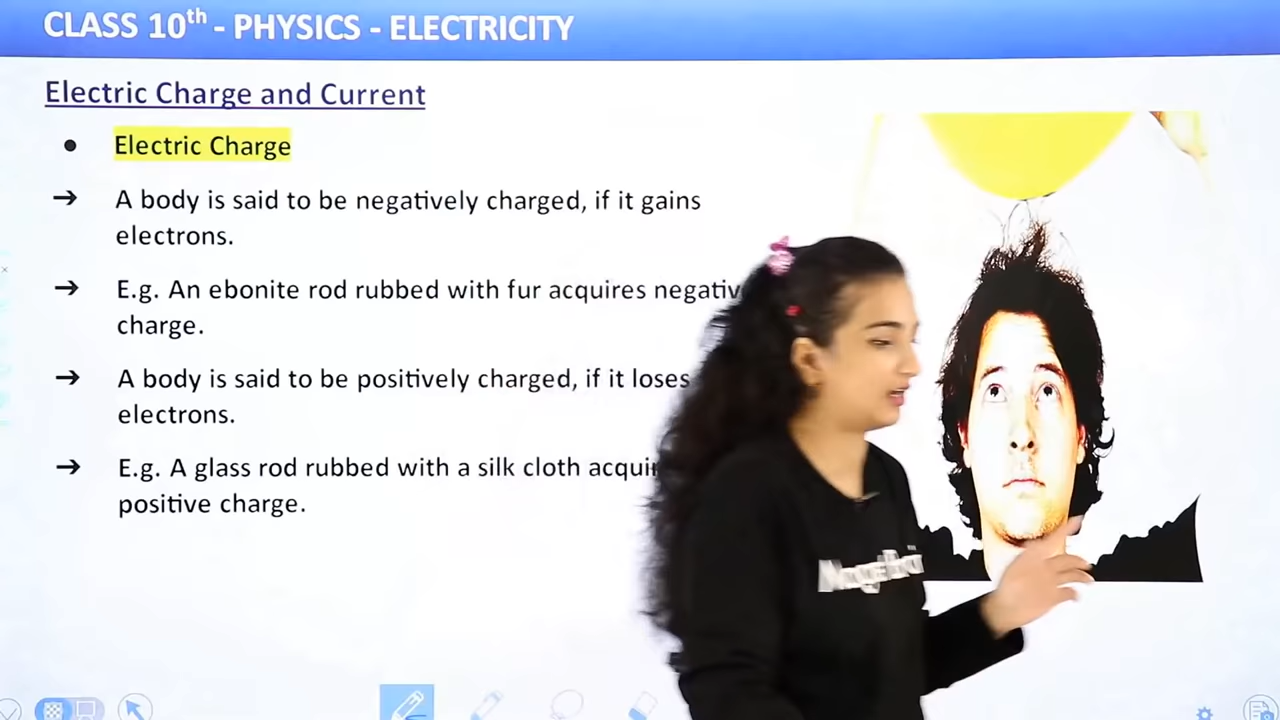 CLASS 10th - PHYSICS - ELECTRICITY
Electric Charge and Current
• Electric Charge
➔ A body is said to be negatively charged, if it gains
electrons.
➔ E.g. An ebonite rod rubbed with fur acquires
charge.
➔ A body is said to be positively charged, if it loses
electrons.
➔ E.g. A glass rod rubbed with a silk cloth
positive charge.